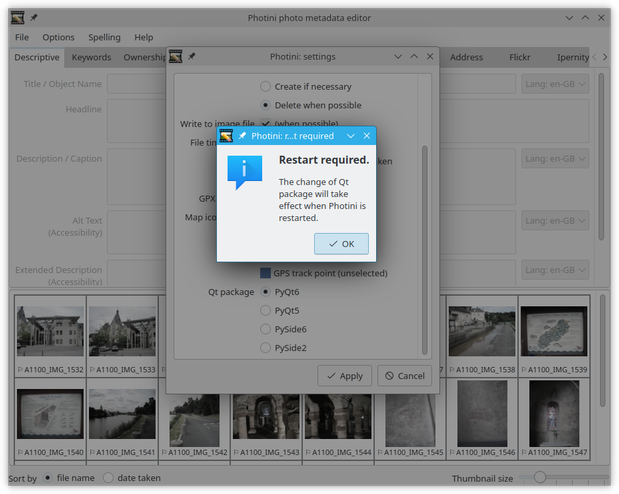 Photini photo metadata editor
File Options Spelling Help
Descriptive Keywords Ownership Address Flickr Ipernity
Photini: settings
Title / Object Name
Lang: en-GB
Headline
Description / Caption
Lang: en-GB
Alt Text
(Accessibility)
Lang: en-GB
Extended Description
(Accessibility)
Lang: en-GB
Create if necessary
Delete when possible
Write to image file (when possible)
File tim
ken
GPX
Map ico
GPS track point (unselected)
Qt package PyQt6
PyQt5
PySide6
PySide2
Apply Cancel
Photini: r...t required
Restart required.
The change of Qt
package will take
effect when Photini is
restarted.
OK
A1100_IMG_1532 A1100_IMG_1533 A1100_IMG_1538 A1100_IMG_1539
A1100_IMG_1540 A1100_IMG_1541 A1100_IMG_1542 A1100_IMG_1543 A1100_IMG_1544 A1100_IMG_1545 A1100_IMG_1546 A1100_IMG_1547
Sort by file name date taken Thumbnail size